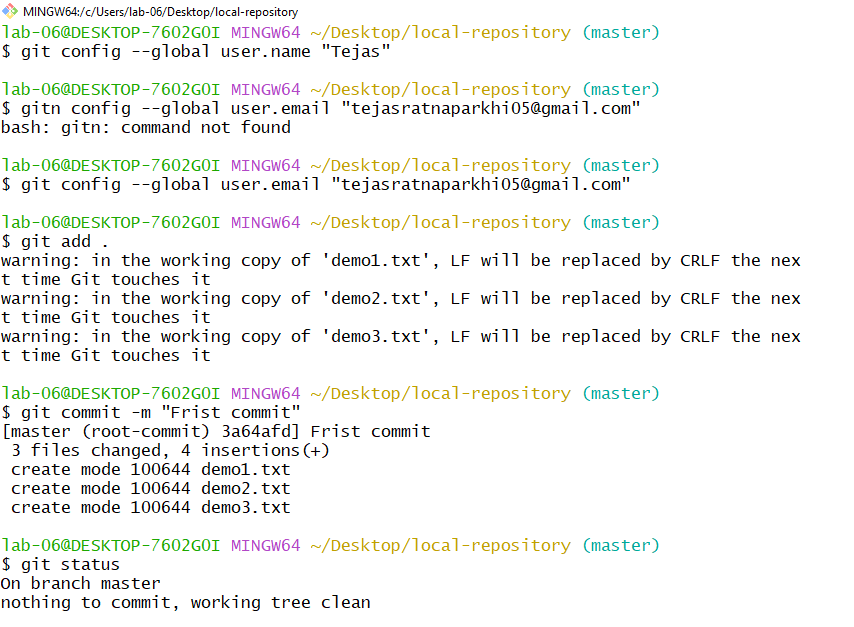 MINGW64:/c/Users/lab-06/Desktop/local-repository
lab-06@DESKTOP-7602GOI MINGW64 ~/Desktop/local-repository (master)
$ git config --global user.name "Tejas"
lab-06@DESKTOP-7602GOI MINGW64 ~/Desktop/local-repository (master)
$ gitn config --global user.email "tejasratnaparkhi05@gmail.com"
bash: gitn: command not found
lab-06@DESKTOP-7602GOI MINGW64 ~/Desktop/local-repository (master)
$ git config --global user.email "tejasratnaparkhi05@gmail.com"
lab-06@DESKTOP-7602GOI MINGW64 ~/Desktop/local-repository (master)
$ git add .
warning: in the working copy of 'demo1.txt', LF will be replaced by CRLF the nex
t time Git touches it
warning: in the working copy of 'demo2.txt', LF will be replaced by CRLF the nex
t time Git touches it
warning: in the working copy of 'demo3.txt', LF will be replaced by CRLF the nex
t time Git touches it
lab-06@DESKTOP-7602GOI MINGW64 ~/Desktop/local-repository (master)
$ git commit -m "Frist commit"
[master (root-commit) 3a64afd] Frist commit
 3 files changed, 4 insertions(+)
 create mode 100644 demo1.txt
 create mode 100644 demo2.txt
 create mode 100644 demo3.txt
lab-06@DESKTOP-7602GOI MINGW64 ~/Desktop/local-repository (master)
$ git status
On branch master
nothing to commit, working tree clean